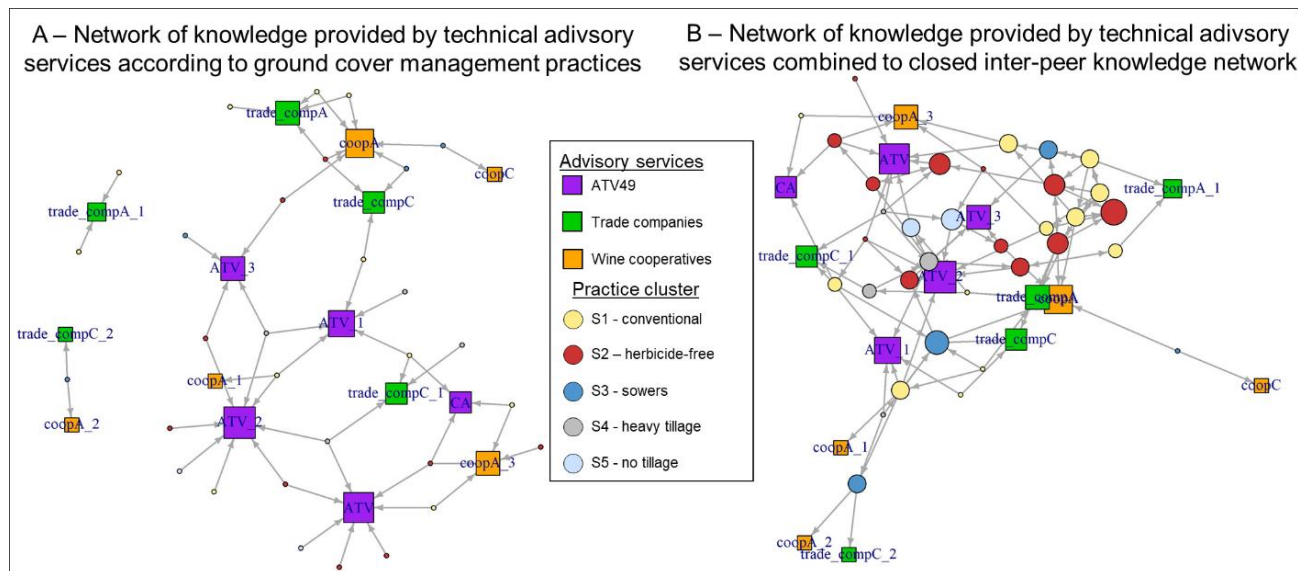 A – Network of knowledge provided by technical adivsory
services according to ground cover management practices
trade_compA
coopA
coopC
trade_compC
trade_compA_1
ATV_3
ATV_1
trade_compC_2
coopA_1
trade_compC_1
CA
coopA_2
ATV_2
coopA_3
ATV
Advisory services
ATV49
Trade companies
Wine cooperatives
Practice cluster
S1 - conventional
S2 – herbicide-free
S3 - sowers
S4 - heavy tillage
S5 - no tillage
B – Network of knowledge provided by technical adivsory
services combined to closed inter-peer knowledge network
coopA_3
ATV
CA
trade_compA_1
ATV_3
trade_compC_1
ATV_2
trade_compA
coopA
trade_compC
ATV_1
coopC
coopA_1
coopA_2
trade_compC_2